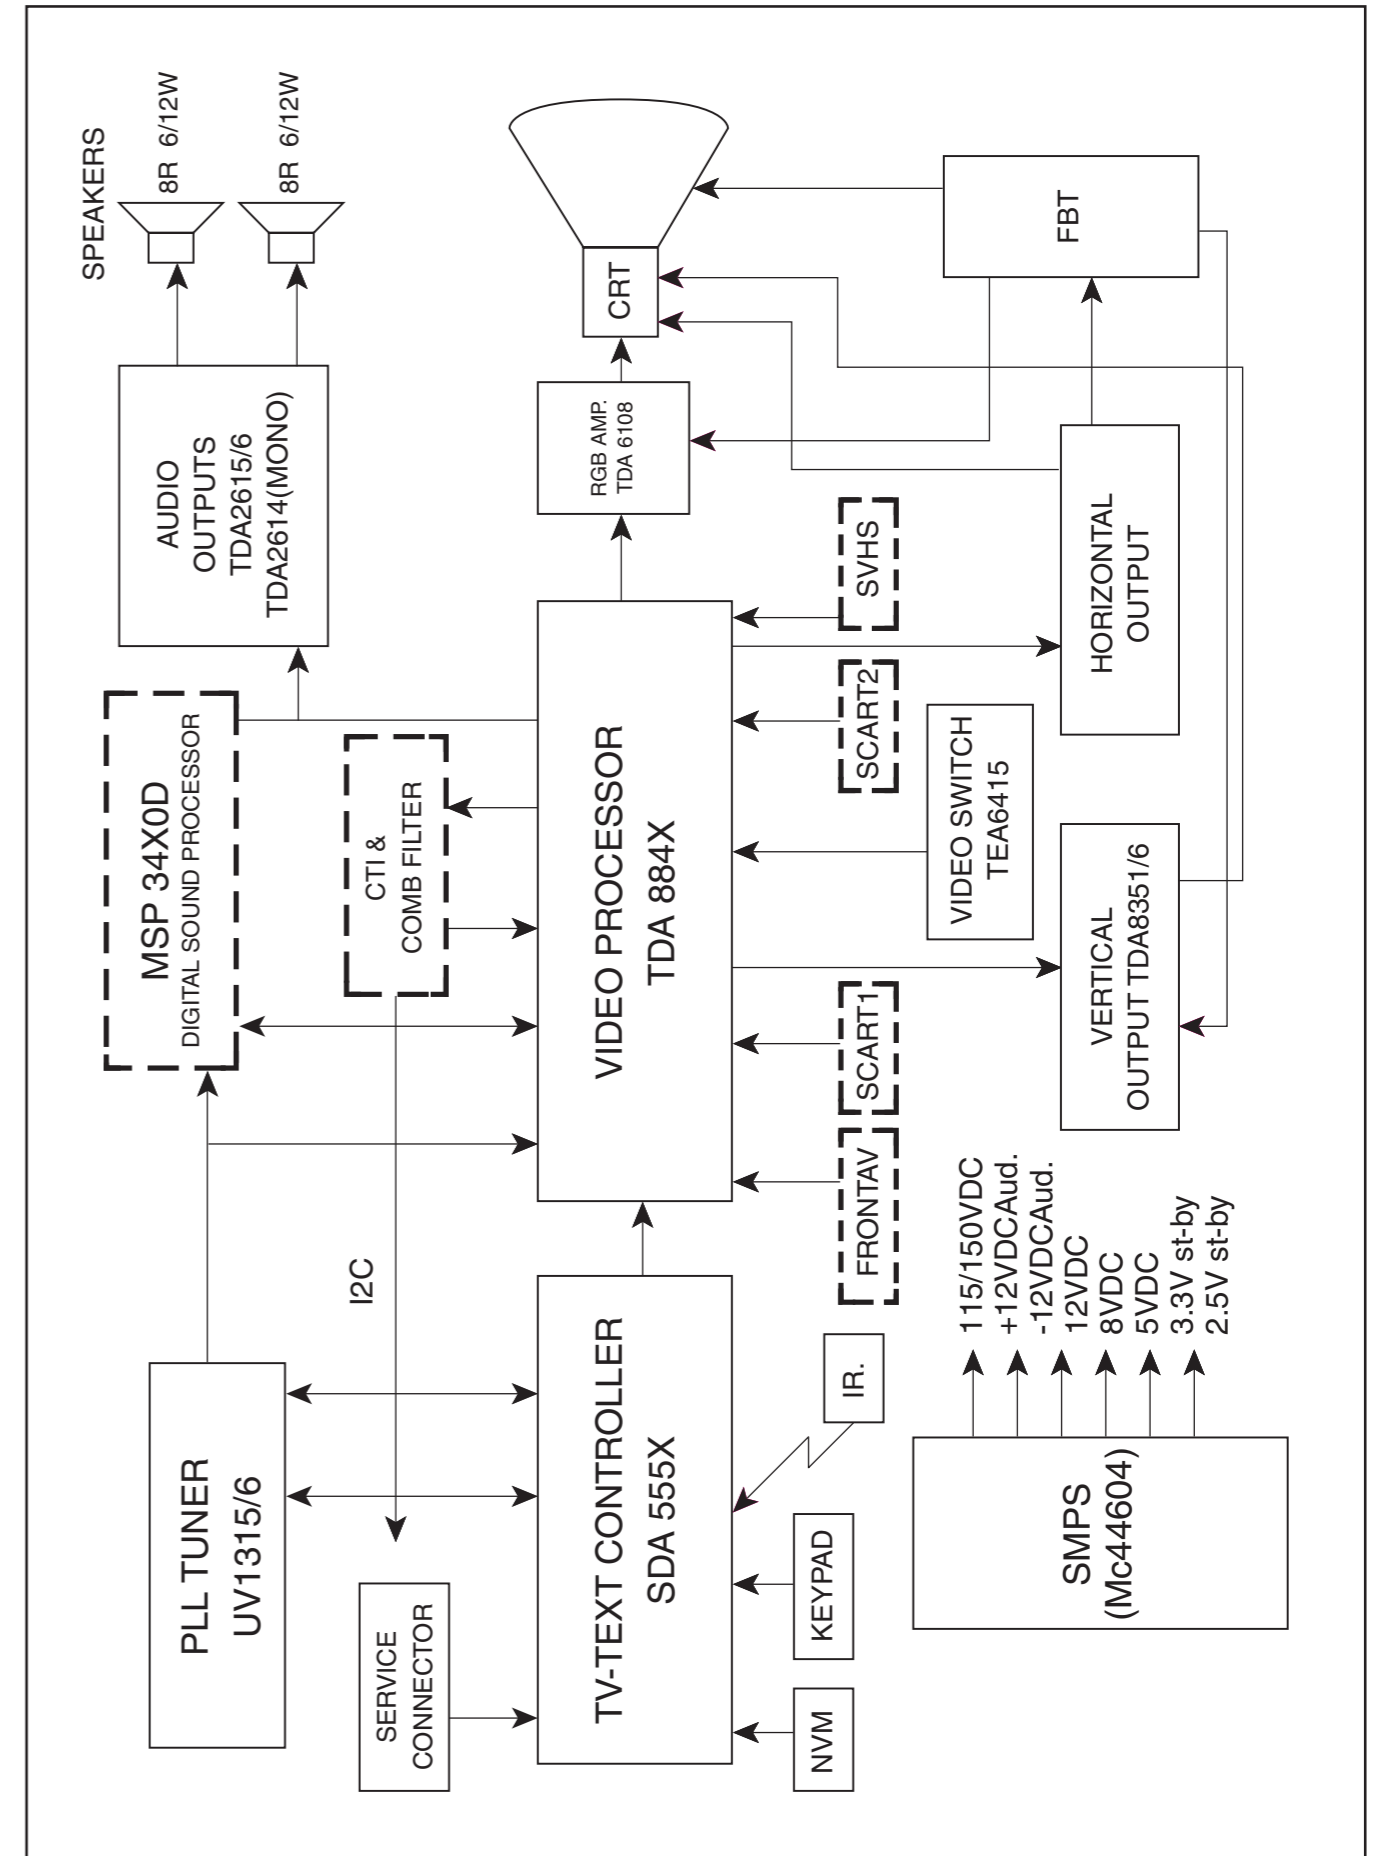 PLL TUNER
UV1315/6
MSP 34X0D
DIGITAL SOUND PROCESSOR
AUDIO
OUTPUTS
TDA2615/6
TDA2614(MONO)
SPEAKERS
8R 6/12W
8R 6/12W
SERVICE
CONNECTOR
I2C
CTI &
COMB FILTER
TV-TEXT CONTROLLER
SDA 555X
VIDEO PROCESSOR
TDA 884X
RGB AMP.
TDA 6108
CRT
NVM
KEYPAD
IR.
FRONTAV
SCART1
SCART2
SVHS
VIDEO SWITCH
TEA6415
SMPS
(Mc44604)
115/150VDC
+12VDCAud.
-12VDCAud.
12VDC
8VDC
5VDC
3.3V st-by
2.5V st-by
VERTICAL
OUTPUT TDA8351/6
HORIZONTAL
OUTPUT
FBT